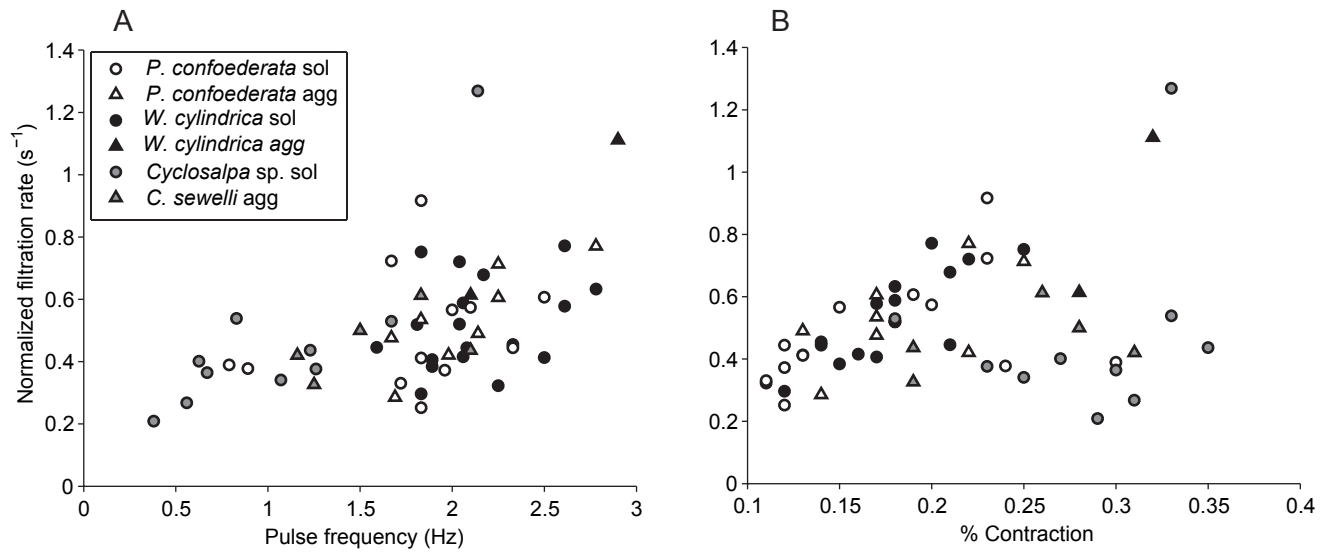 A
B
1.4
1.2
1
0.8
0.6
0.4
0.2
0
Normalized filtration rate (s⁻¹)
P. confoederata sol
P. confoederata agg
W. cylindrica sol
W. cylindrica agg
Cyclosalpa sp. sol
C. sewelli agg
0 0.5 1 1.5 2 2.5 3
Pulse frequency (Hz)
1.4
1.2
1
0.8
0.6
0.4
0.2
0
0.1 0.15 0.2 0.25 0.3 0.35 0.4
% Contraction